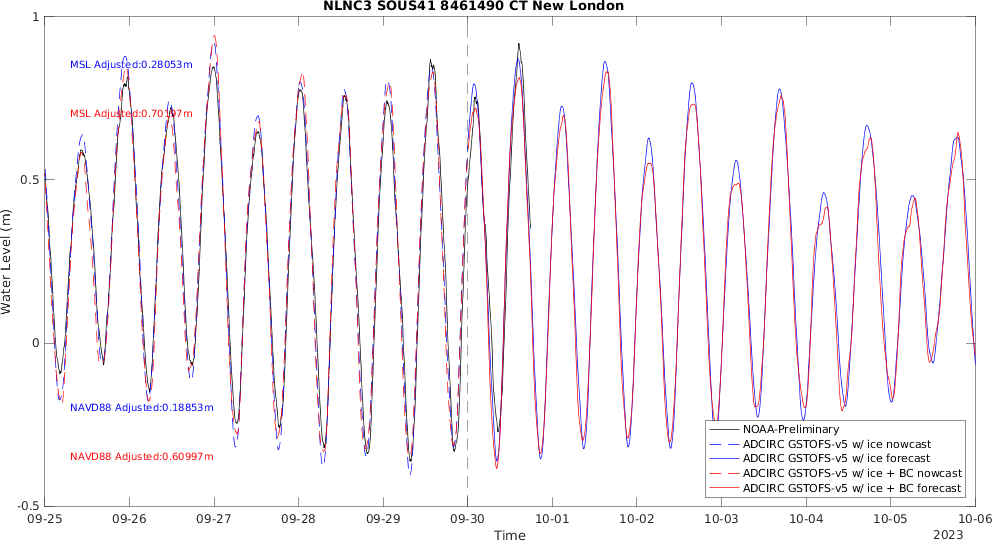 NLNC3 SOUS41 8461490 CT New London
1
MSL Adjusted:0.28053m
MSL Adjusted:0.70197m
0.5
Water Level (m)
0
NAVD88 Adjusted:0.18853m
NAVD88 Adjusted:0.60997m
-0.5
NOAA-Preliminary
ADCIRC GSTOFS-v5 w/ ice nowcast
ADCIRC GSTOFS-v5 w/ ice forecast
ADCIRC GSTOFS-v5 w/ ice + BC nowcast
ADCIRC GSTOFS-v5 w/ ice + BC forecast
09-25 09-26 09-27 09-28 09-29 09-30 10-01 10-02 10-03 10-04 10-05 10-06
Time
2023